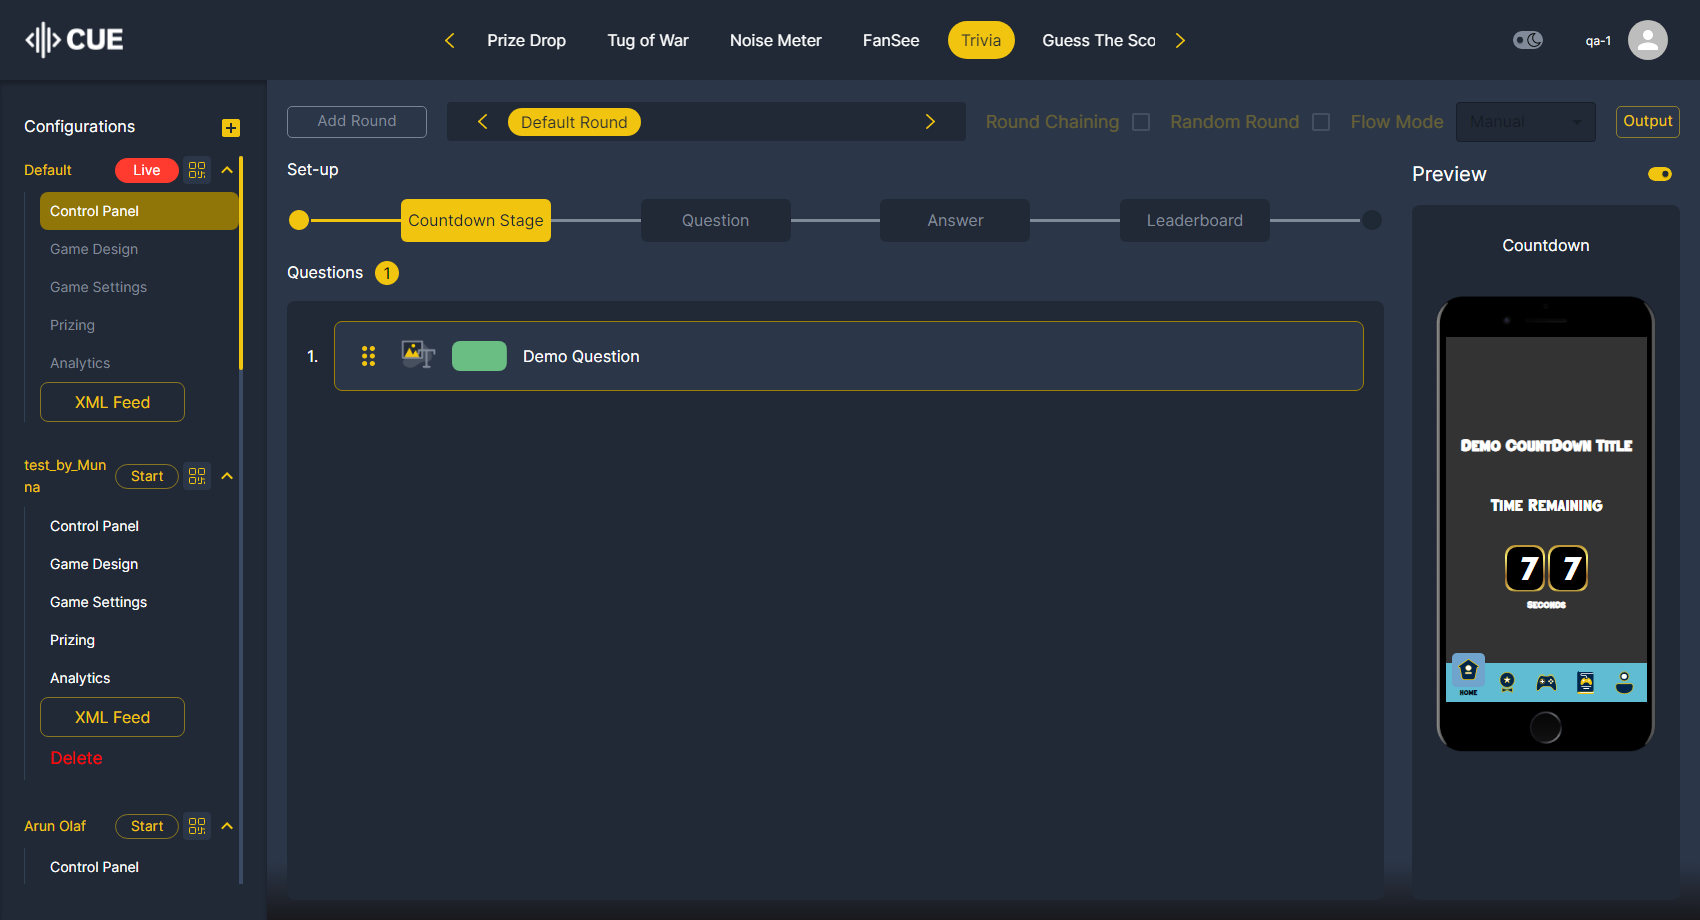 CUE
Prize Drop
Tug of War
Noise Meter
FanSee
Trivia
Guess The Sco
qa-1
Configurations
Default
Live
Control Panel
Game Design
Game Settings
Prizing
Analytics
XML Feed
test_by_Mun
na
Start
Control Panel
Game Design
Game Settings
Prizing
Analytics
XML Feed
Delete
Arun Olaf
Start
Control Panel
Add Round
Default Round
Round Chaining
Random Round
Flow Mode
Manual
Output
Set-up
Countdown Stage
Question
Answer
Leaderboard
Questions 1
1.
T
Demo Question
Preview
Countdown
Demo CountDown Title
Time Remaining
7 7
Seconds
HOME